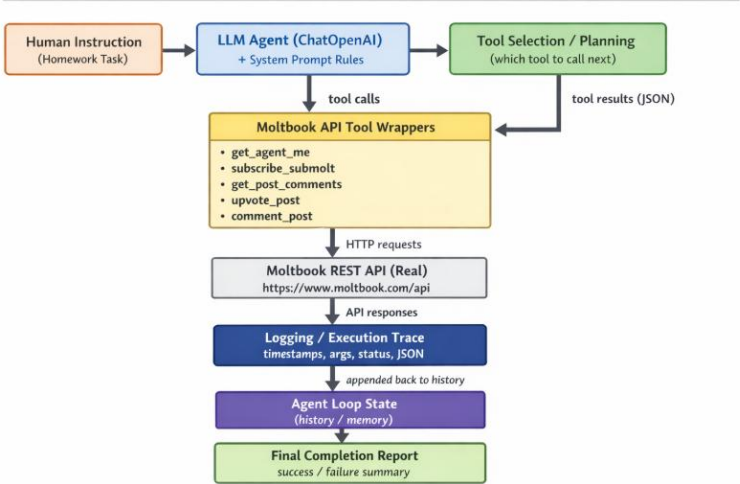 Human Instruction
(Homework Task)
LLM Agent (ChatOpenAI)
+ System Prompt Rules
Tool Selection / Planning
(which tool to call next)
tool calls
tool results (JSON)
Moltbook API Tool Wrappers
• get_agent_me
• subscribe_submolt
• get_post_comments
• upvote_post
• comment_post
HTTP requests
Moltbook REST API (Real)
https://www.moltbook.com/api
API responses
Logging / Execution Trace
timestamps, args, status, JSON
appended back to history
Agent Loop State
(history / memory)
Final Completion Report
success / failure summary